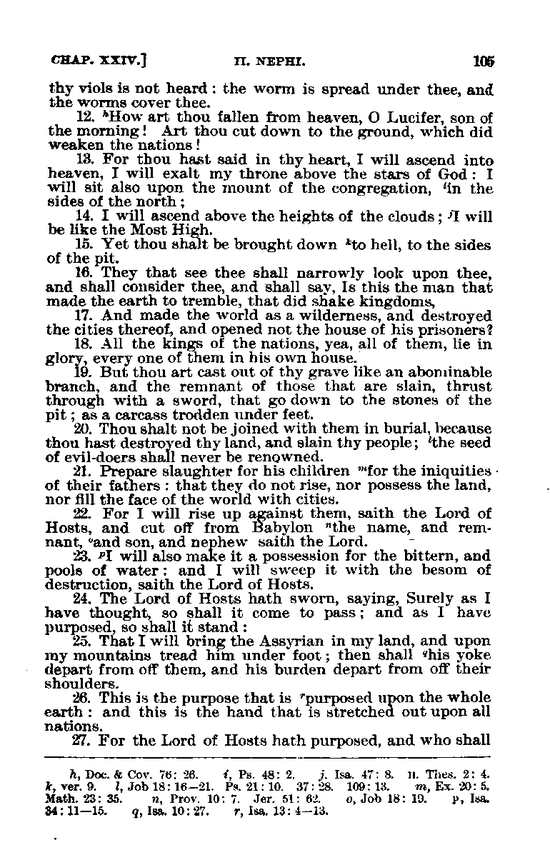 CHAP. XXIV.] II. NEPHI. 105
thy viols is not heard : the worm is spread under thee, and
the worms cover thee.
12. ʰHow art thou fallen from heaven, O Lucifer, son of
the morning! Art thou cut down to the ground, which did
weaken the nations!
13. For thou hast said in thy heart, I will ascend into
heaven, I will exalt my throne above the stars of God : I
will sit also upon the mount of the congregation, ⁱin the
sides of the north;
14. I will ascend above the heights of the clouds; ʲI will
be like the Most High.
15. Yet thou shalt be brought down ᵏto hell, to the sides
of the pit.
16. They that see thee shall narrowly look upon thee,
and shall consider thee, and shall say, Is this the man that
made the earth to tremble, that did shake kingdoms,
17. And made the world as a wilderness, and destroyed
the cities thereof, and opened not the house of his prisoners?
18. All the kings of the nations, yea, all of them, lie in
glory, every one of them in his own house.
19. But thou art cast out of thy grave like an abominable
branch, and the remnant of those that are slain, thrust
through with a sword, that go down to the stones of the
pit; as a carcass trodden under feet.
20. Thou shalt not be joined with them in burial, because
thou hast destroyed thy land, and slain thy people; ˡthe seed
of evil-doers shall never be renowned.
21. Prepare slaughter for his children ᵐfor the iniquities
of their fathers : that they do not rise, nor possess the land,
nor fill the face of the world with cities.
22. For I will rise up against them, saith the Lord of
Hosts, and cut off from Babylon ⁿthe name, and rem-
nant, ᵒand son, and nephew saith the Lord.
23. ᵖI will also make it a possession for the bittern, and
pools of water : and I will sweep it with the besom of
destruction, saith the Lord of Hosts.
24. The Lord of Hosts hath sworn, saying, Surely as I
have thought, so shall it come to pass; and as I have
purposed, so shall it stand :
25. That I will bring the Assyrian in my land, and upon
my mountains tread him under foot; then shall qhis yoke
depart from off them, and his burden depart from off their
shoulders.
26. This is the purpose that is ʳpurposed upon the whole
earth : and this is the hand that is stretched out upon all
nations.
27. For the Lord of Hosts hath purposed, and who shall
h, Doc. & Cov. 76: 26. i, Ps. 48: 2. j. Isa. 47: 8. II. Thes. 2: 4.
k, ver. 9. l, Job 18: 16–21. Ps. 21: 10. 37: 28. 109: 13. m, Ex. 20: 5.
Math. 23: 35. n, Prov. 10: 7. Jer. 51: 62. o, Job 18: 19. p, Isa.
34: 11–15. q, Isa. 10: 27. r, Isa. 13: 4–13.